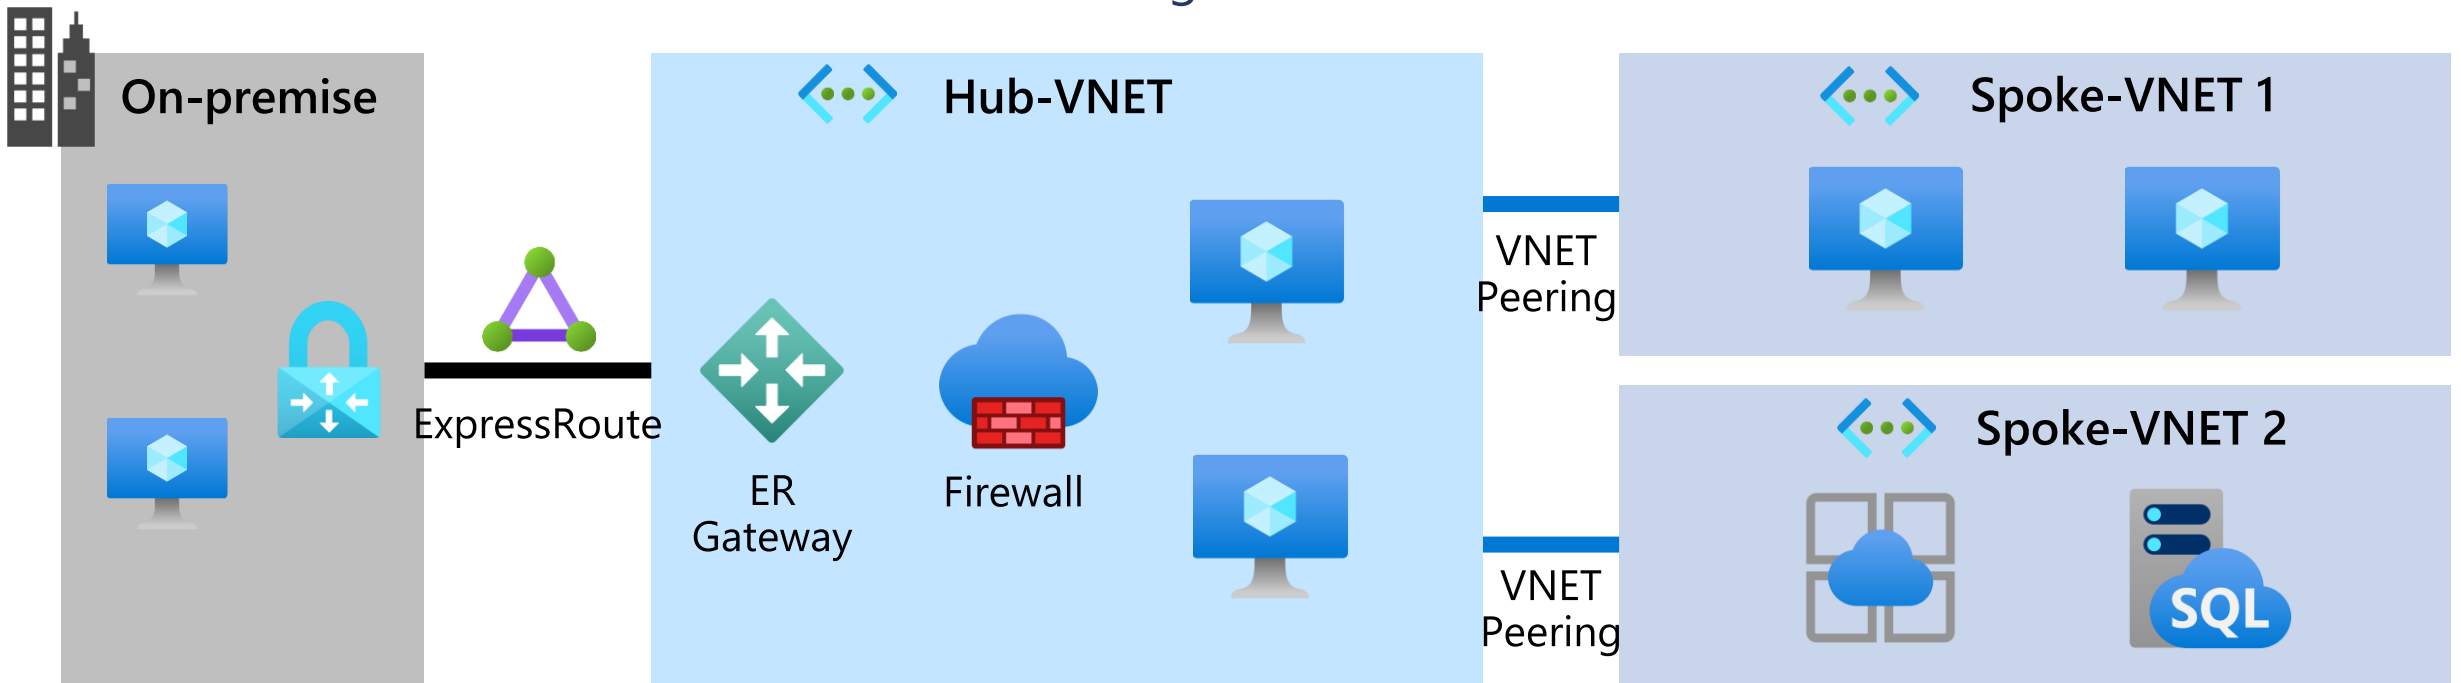 On-premise
Hub-VNET
Spoke-VNET 1
VNET
Peering
ExpressRoute
ER
Gateway
Firewall
Spoke-VNET 2
VNET
Peering
SQL